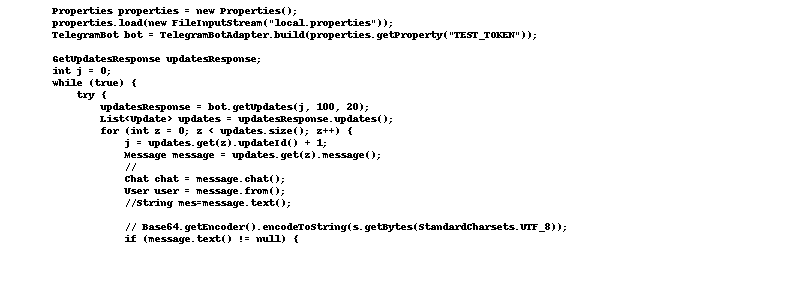 Properties properties = new Properties();
properties.load(new FileInputStream("local.properties"));
TelegramBot bot = TelegramBotAdapter.build(properties.getProperty("TEST_TOKEN"));

GetUpdatesResponse updatesResponse;
int j = 0;
while (true) {
    try {
        updatesResponse = bot.getUpdates(j, 100, 20);
        List<Update> updates = updatesResponse.updates();
        for (int z = 0; z < updates.size(); z++) {
            j = updates.get(z).updateId() + 1;
            Message message = updates.get(z).message();
            //
            Chat chat = message.chat();
            User user = message.from();
            //String mes=message.text();

            // Base64.getEncoder().encodeToString(s.getBytes(StandardCharsets.UTF_8));
            if (message.text() != null) {